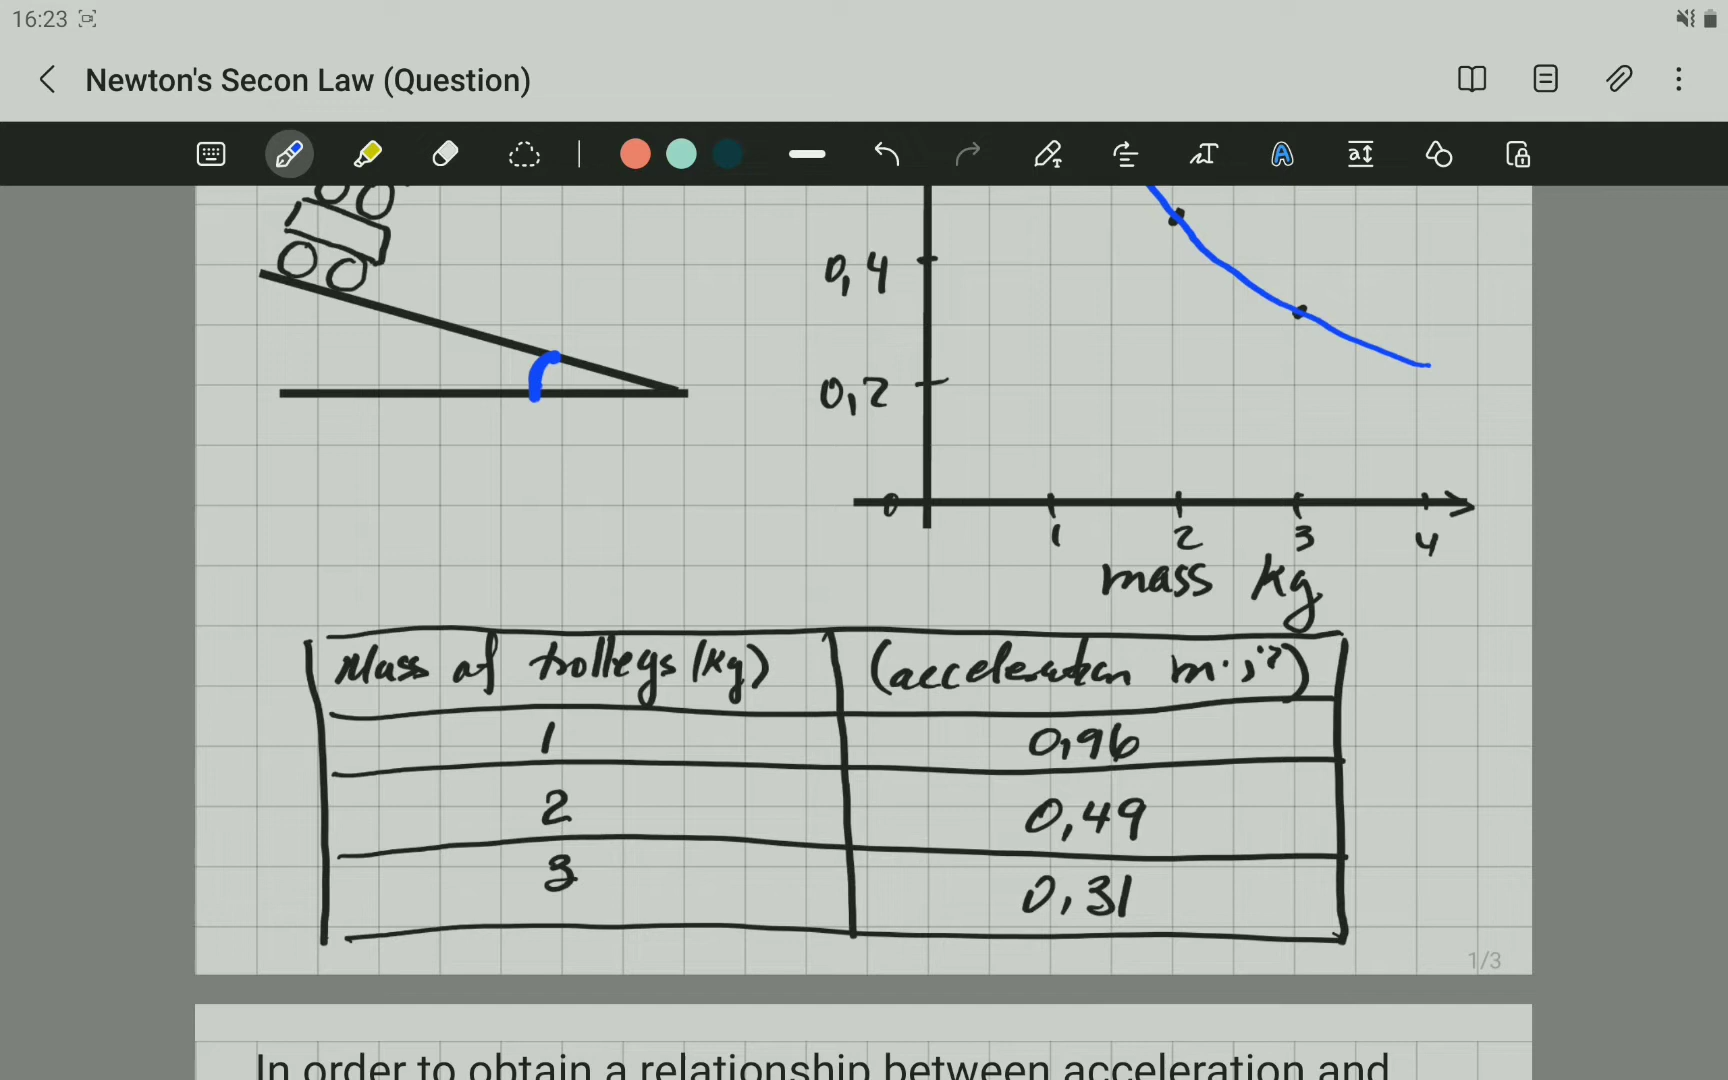 16:23
Newton's Secon Law (Question)
0,4
0,2
0
1 2 3 4
mass kg
Mass of trolleys (kg) (acceleration m·s⁻²)
1 0,96
2 0,49
3 0,31
1/3
In order to obtain a relationship between acceleration and